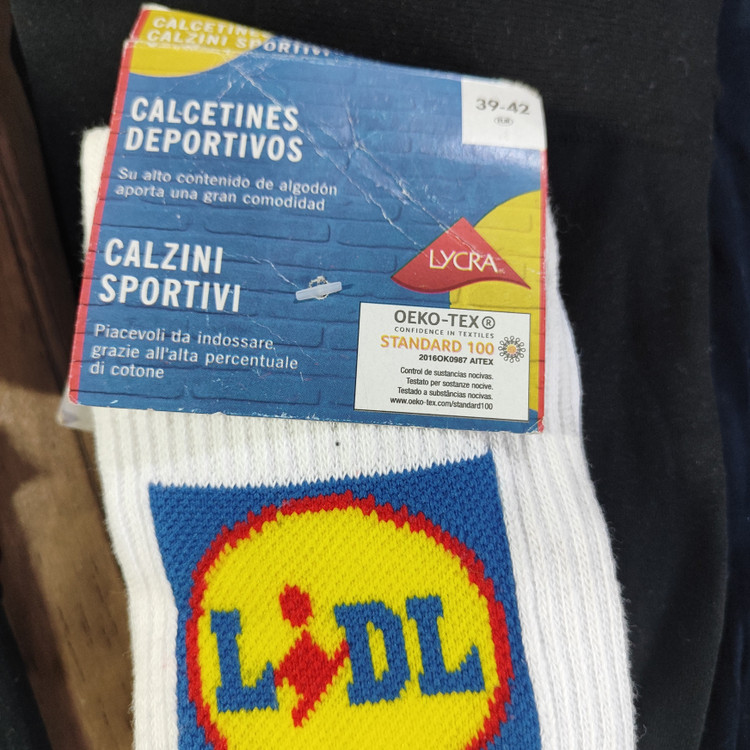 CALCETINES
CALZINI SPORTIVI
CALCETINES
DEPORTIVOS
39-42
Su alto contenido de algodón
aporta una gran comodidad
CALZINI
SPORTIVI
LYCRA
Piacevoli da indossare
grazie all'alta percentuale
di cotone
OEKO-TEX®
CONFIDENCE IN TEXTILES
STANDARD 100
2016OK0987 AITEX
Control de sustancias nocivas.
Testato per sostanze nocive.
Testado a substâncias nocivas.
www.oeko-tex.com/standard100
LIDL